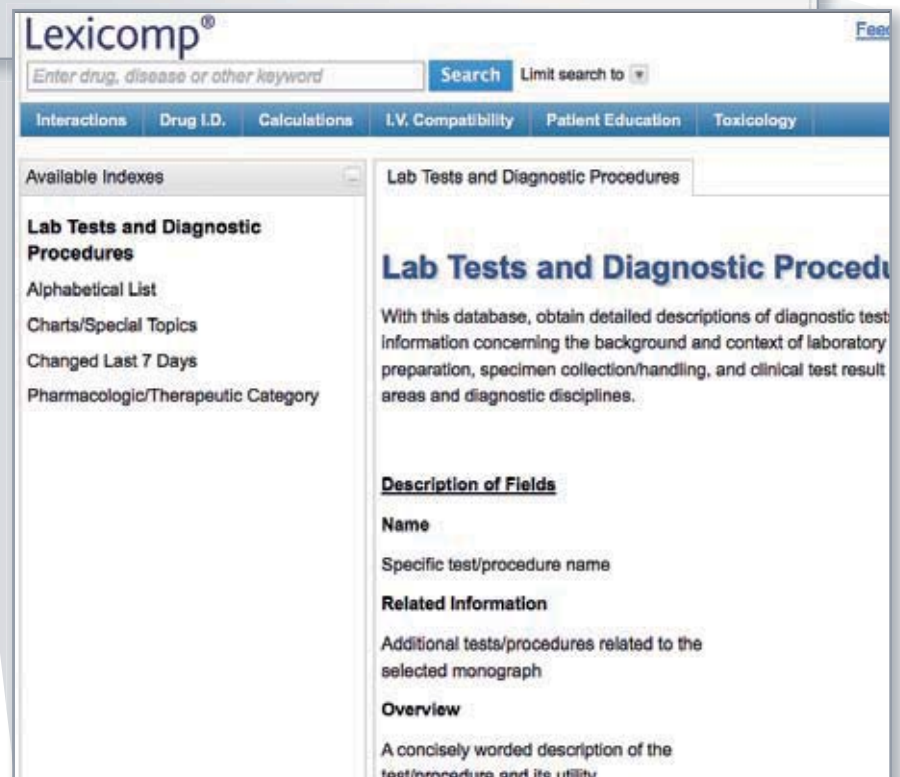 Lexicomp®
Feed
Enter drug, disease or other keyword
Search
Limit search to
Interactions
Drug I.D.
Calculations
I.V. Compatibility
Patient Education
Toxicology
Available Indexes
Lab Tests and Diagnostic Procedures
Lab Tests and Diagnostic
Procedures
Alphabetical List
Charts/Special Topics
Changed Last 7 Days
Pharmacologic/Therapeutic Category
Lab Tests and Diagnostic Procedu
With this database, obtain detailed descriptions of diagnostic tests
information concerning the background and context of laboratory
preparation, specimen collection/handling, and clinical test result
areas and diagnostic disciplines.
Description of Fields
Name
Specific test/procedure name
Related Information
Additional tests/procedures related to the
selected monograph
Overview
A concisely worded description of the
test/procedure and its utility